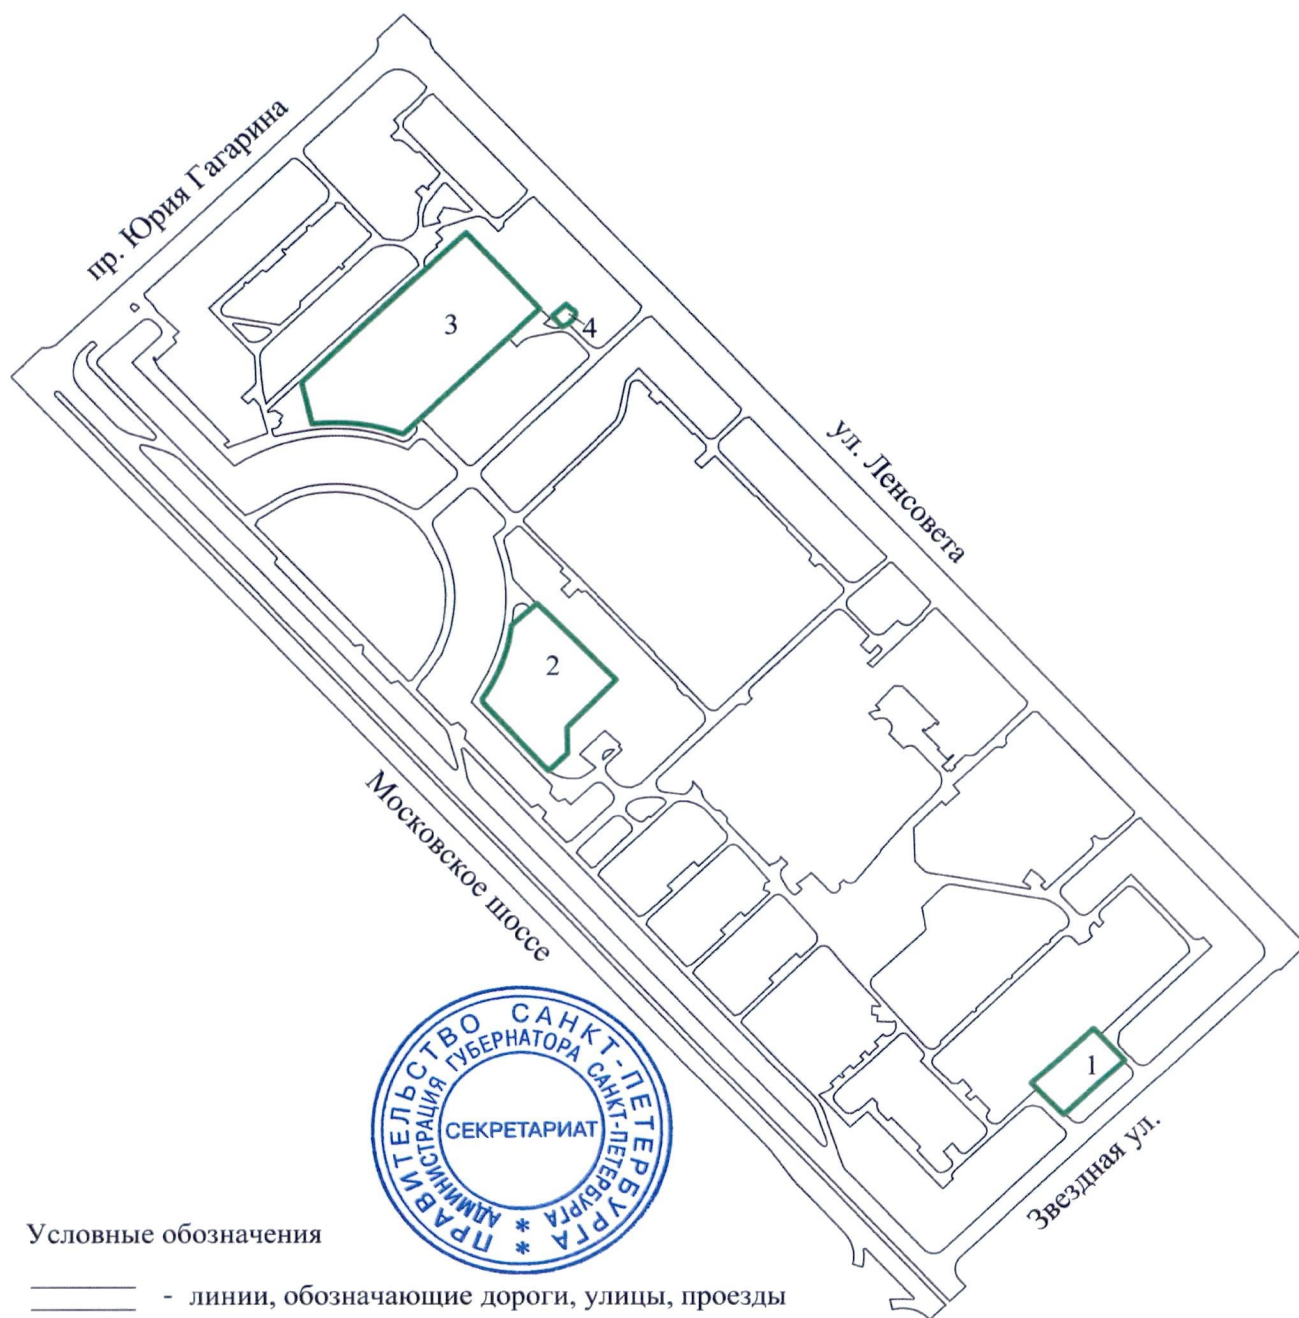 пр. Юрия Гагарина
3
4
ул. Ленсовета
2
Московское шоссе
1
Звездная ул.
ПРАВИТЕЛЬСТВО САНКТ-ПЕТЕРБУРГА *
АДМИНИСТРАЦИЯ ГУБЕРНАТОРА САНКТ-ПЕТЕРБУРГА *
СЕКРЕТАРИАТ
Условные обозначения
- линии, обозначающие дороги, улицы, проезды